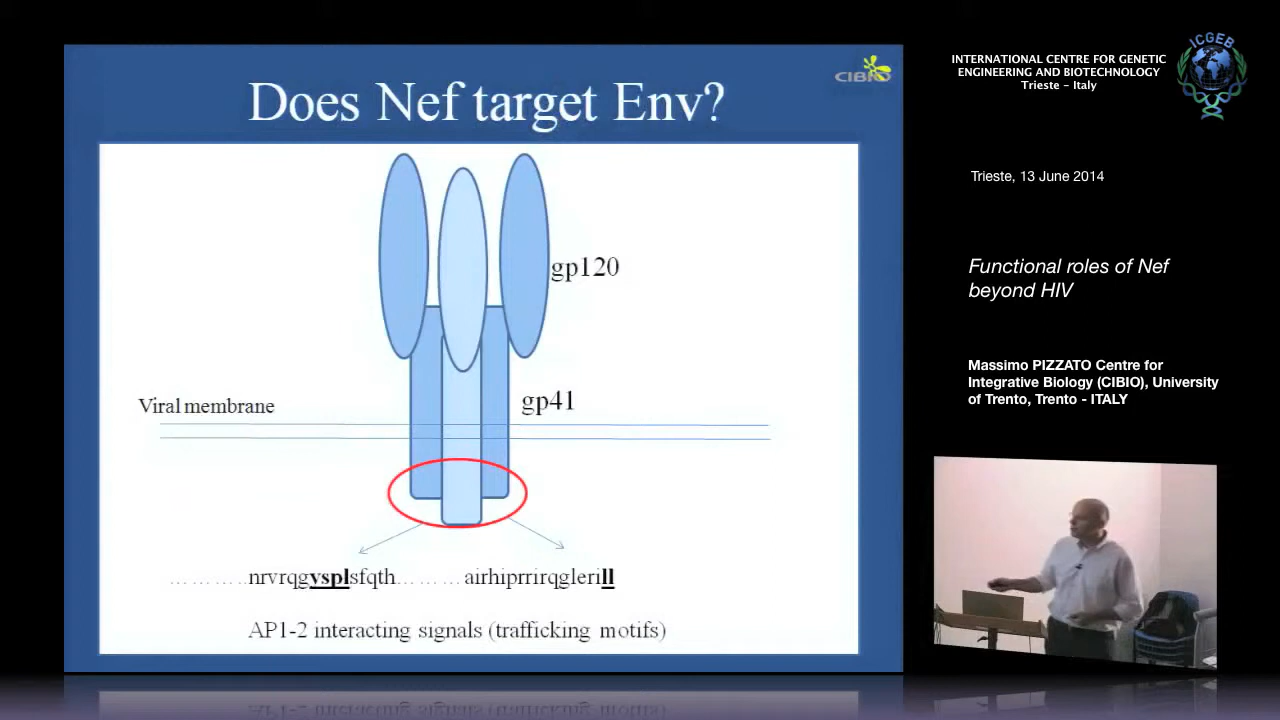 CIBIO
Does Nef target Env?
gp120
gp41
Viral membrane
………..nrvrqgvsplsfqth………airhiprrirqglerill
AP1-2 interacting signals (trafficking motifs)
ICGEB
INTERNATIONAL CENTRE FOR GENETIC
ENGINEERING AND BIOTECHNOLOGY
Trieste - Italy
Trieste, 13 June 2014
Functional roles of Nef
beyond HIV
Massimo PIZZATO Centre for
Integrative Biology (CIBIO), University
of Trento, Trento - ITALY